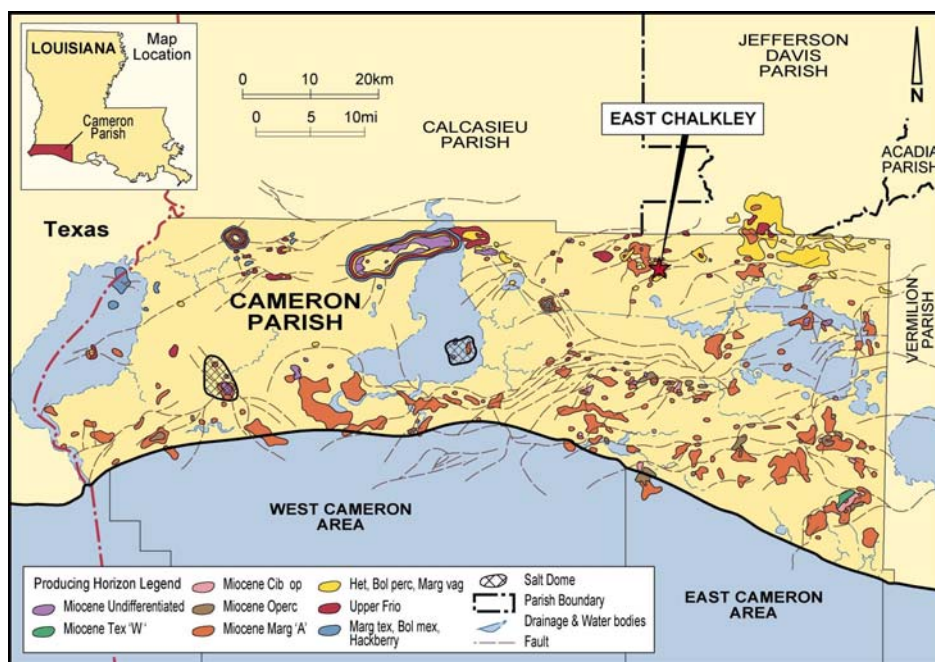 LOUISIANA
Map
Location
Cameron
Parish
0 10 20km
0 5 10mi
JEFFERSON
DAVIS
PARISH
N
EAST CHALKLEY
CALCASIEU
PARISH
ACADIA
PARISH
Texas
CAMERON
PARISH
VERMILION
PARISH
WEST CAMERON
AREA
EAST CAMERON
AREA
Producing Horizon Legend
Miocene Undifferentiated
Miocene Tex 'W'
Miocene Cib op
Miocene Operc
Miocene Marg 'A'
Het, Bol perc, Marg vag
Upper Frio
Marg tex, Bol mex,
Hackberry
Salt Dome
Parish Boundary
Drainage & Water bodies
Fault